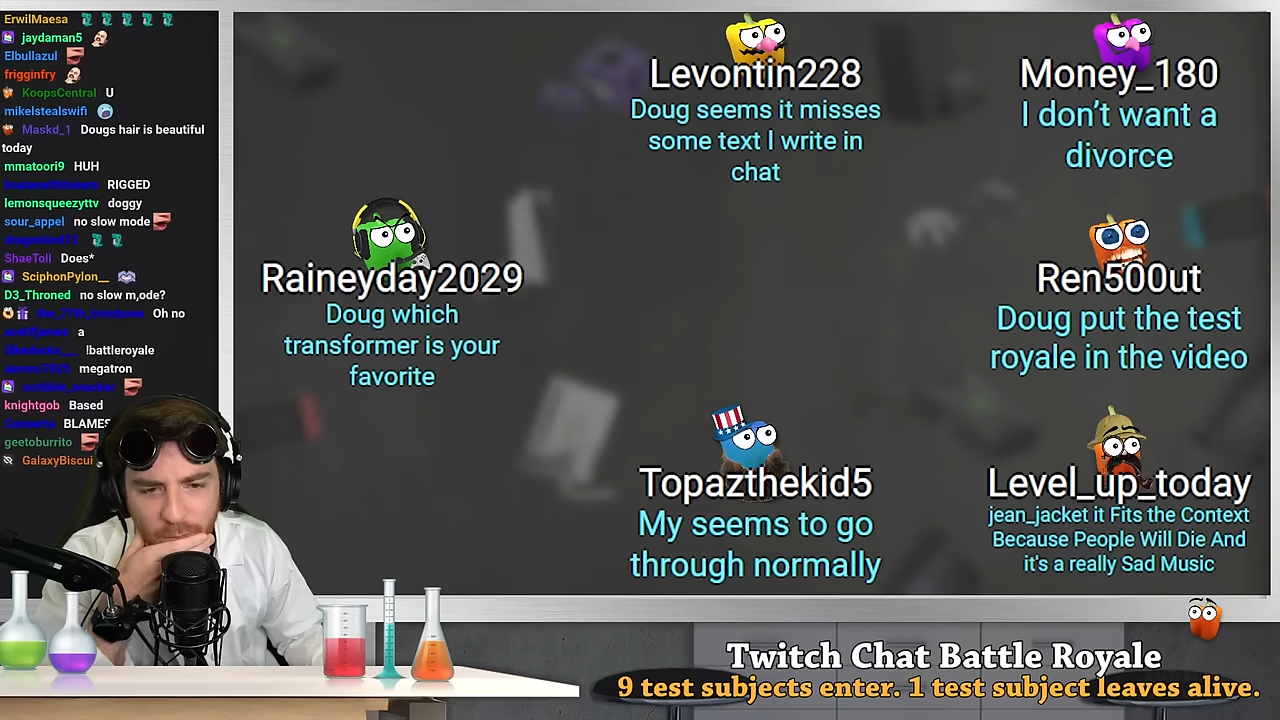 ErwilMaesa
jaydaman5
Elbullazul
frigginfry
KoopsCentral U
mikelstealswifi
Maskd_1 Dougs hair is beautiful
today
mmatoori9 HUH
RIGGED
lemonsqueezyttv doggy
sour_appel no slow mode
ShaeToll Does*
SciphonPylon__
D3_Throned no slow m,ode?
Oh no
a
!battleroyale
megatron
knightgob Based
BLAMES
geetoburrito
GalaxyBiscui
Levontin228
Doug seems it misses
some text I write in
chat
Money_180
I don’t want a
divorce
Raineyday2029
Doug which
transformer is your
favorite
Ren500ut
Doug put the test
royale in the video
Topazthekid5
My seems to go
through normally
Level_up_today
jean_jacket it Fits the Context
Because People Will Die And
it's a really Sad Music
Twitch Chat Battle Royale
9 test subjects enter. 1 test subject leaves alive.